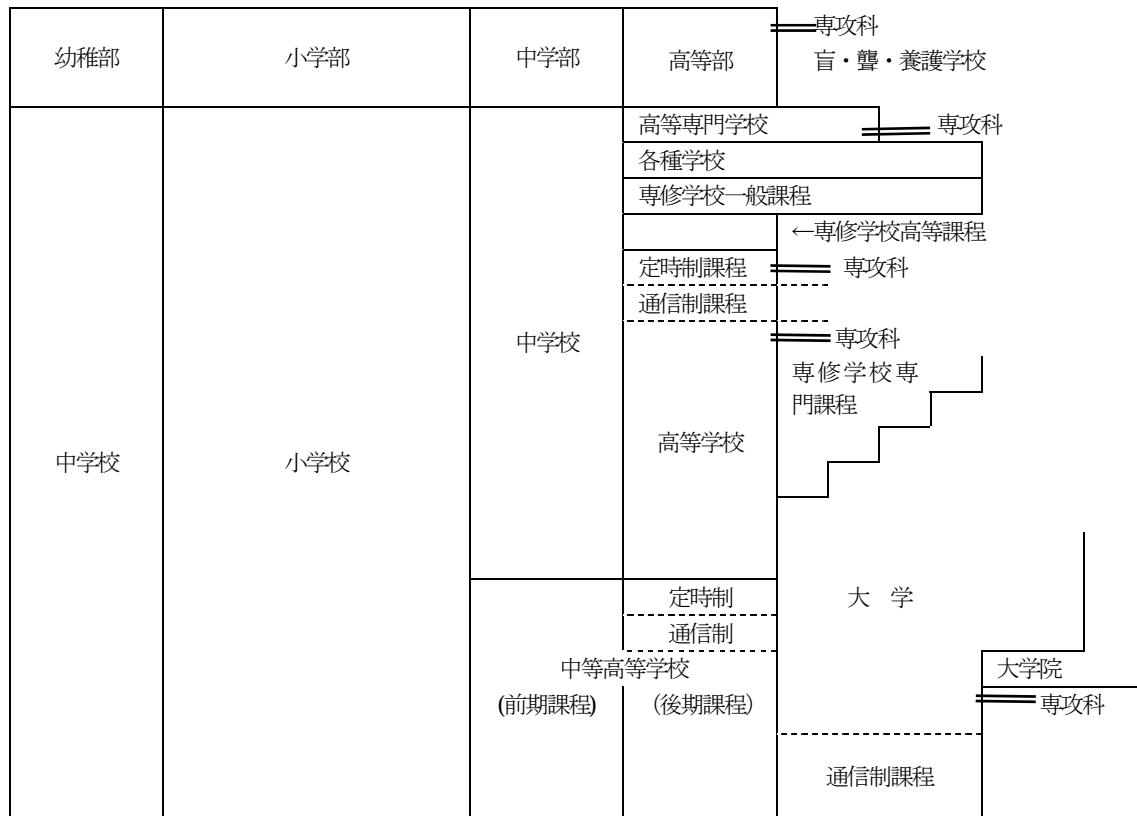 専攻科
幼稚部 小学部 中学部 高等部 盲・聾・養護学校
高等専門学校 専攻科
各種学校
専修学校一般課程
←専修学校高等課程
定時制課程 専攻科
通信制課程
中学校 専攻科
専修学校専
門課程
高等学校
中学校 小学校
定時制 大 学
通信制
中等高等学校 大学院
(前期課程) (後期課程) 専攻科
通信制課程